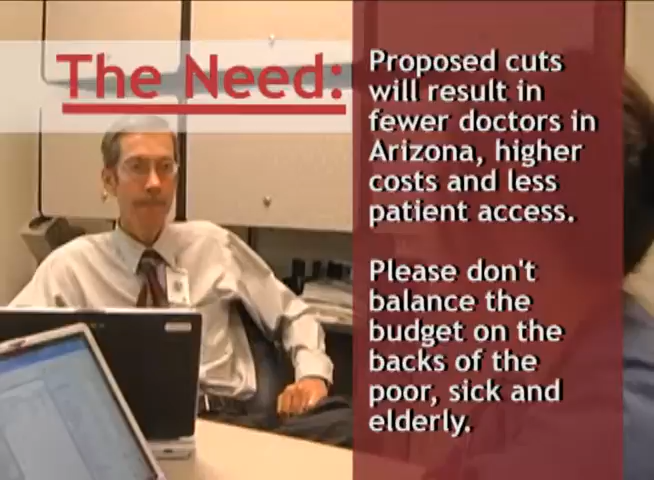 The Need:
Proposed cuts
will result in
fewer doctors in
Arizona, higher
costs and less
patient access.
Please don't
balance the
budget on the
backs of the
poor, sick and
elderly.